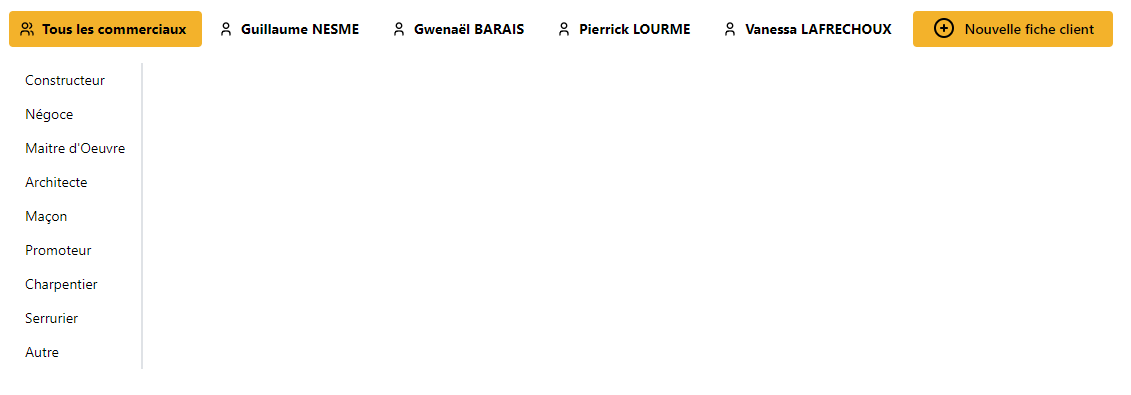 Tous les commerciaux Guillaume NESME Gwenaël BARAIS Pierrick LOURME Vanessa LAFRECHOUX Nouvelle fiche client
Constructeur
Négoce
Maitre d'Oeuvre
Architecte
Maçon
Promoteur
Charpentier
Serrurier
Autre